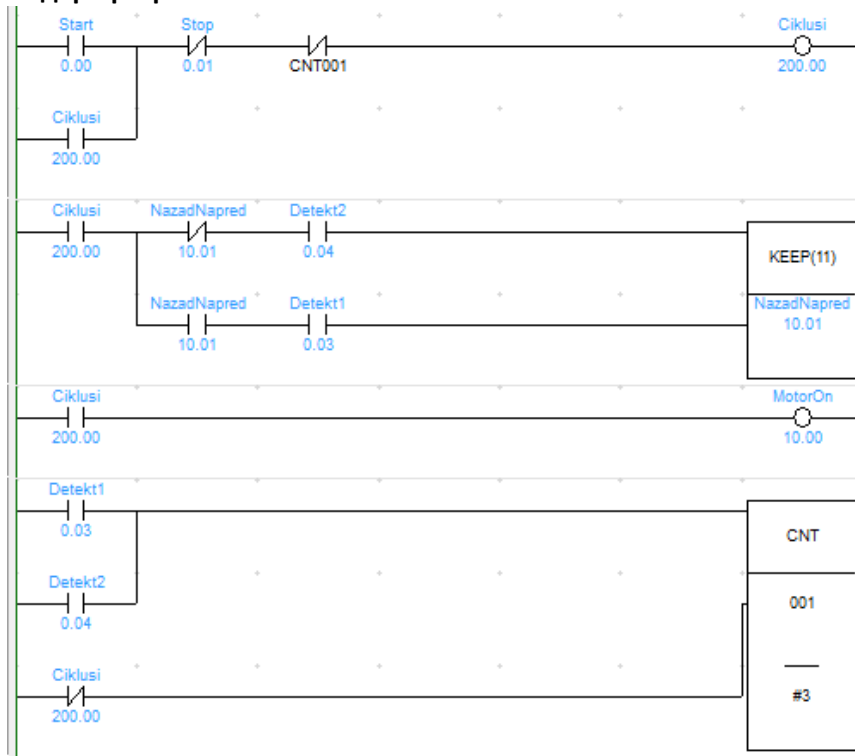 Start
Stop
Ciklusi
0.00
0.01
CNT001
200.00
Ciklusi
200.00
Ciklusi
NazadNapred
Detekt2
200.00
10.01
0.04
KEEP(11)
NazadNapred
Detekt1
NazadNapred
10.01
10.01
0.03
Ciklusi
MotorOn
200.00
10.00
Detekt1
0.03
CNT
Detekt2
0.04
001
Ciklusi
200.00
#3